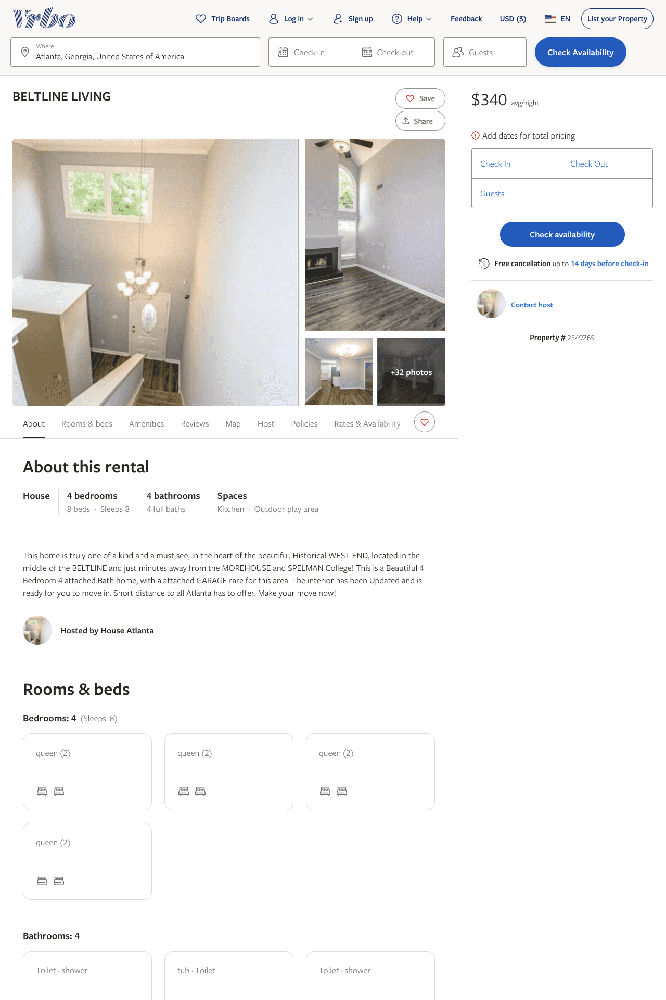 Vrbo
Trip Boards
Log in
Sign up
Help
Feedback
USD ($)
EN
List your Property
Where
Atlanta, Georgia, United States of America
Check-in
Check-out
Guests
Check Availability
BELTLINE LIVING
Save
Share
+32 photos
$340 avg/night
Add dates for total pricing
Check In
Check Out
Guests
Check availability
Free cancellation up to 14 days before check-in
Contact host
Property # 2549265
About
Rooms & beds
Amenities
Reviews
Map
Host
Policies
Rates & Availability
About this rental
House
4 bedrooms
8 beds · Sleeps 8
4 bathrooms
4 full baths
Spaces
Kitchen · Outdoor play area
This home is truly one of a kind and a must see, In the heart of the beautiful, Historical WEST END, located in the
middle of the BELTLINE and just minutes away from the MOREHOUSE and SPELMAN College! This is a Beautiful 4
Bedroom 4 attached Bath home, with a attached GARAGE rare for this area. The interior has been Updated and is
ready for you to move in. Short distance to all Atlanta has to offer. Make your move now!
Hosted by House Atlanta
Rooms & beds
Bedrooms: 4 (Sleeps: 8)
queen (2)
queen (2)
queen (2)
queen (2)
Bathrooms: 4
Toilet · shower
tub · Toilet
Toilet · shower